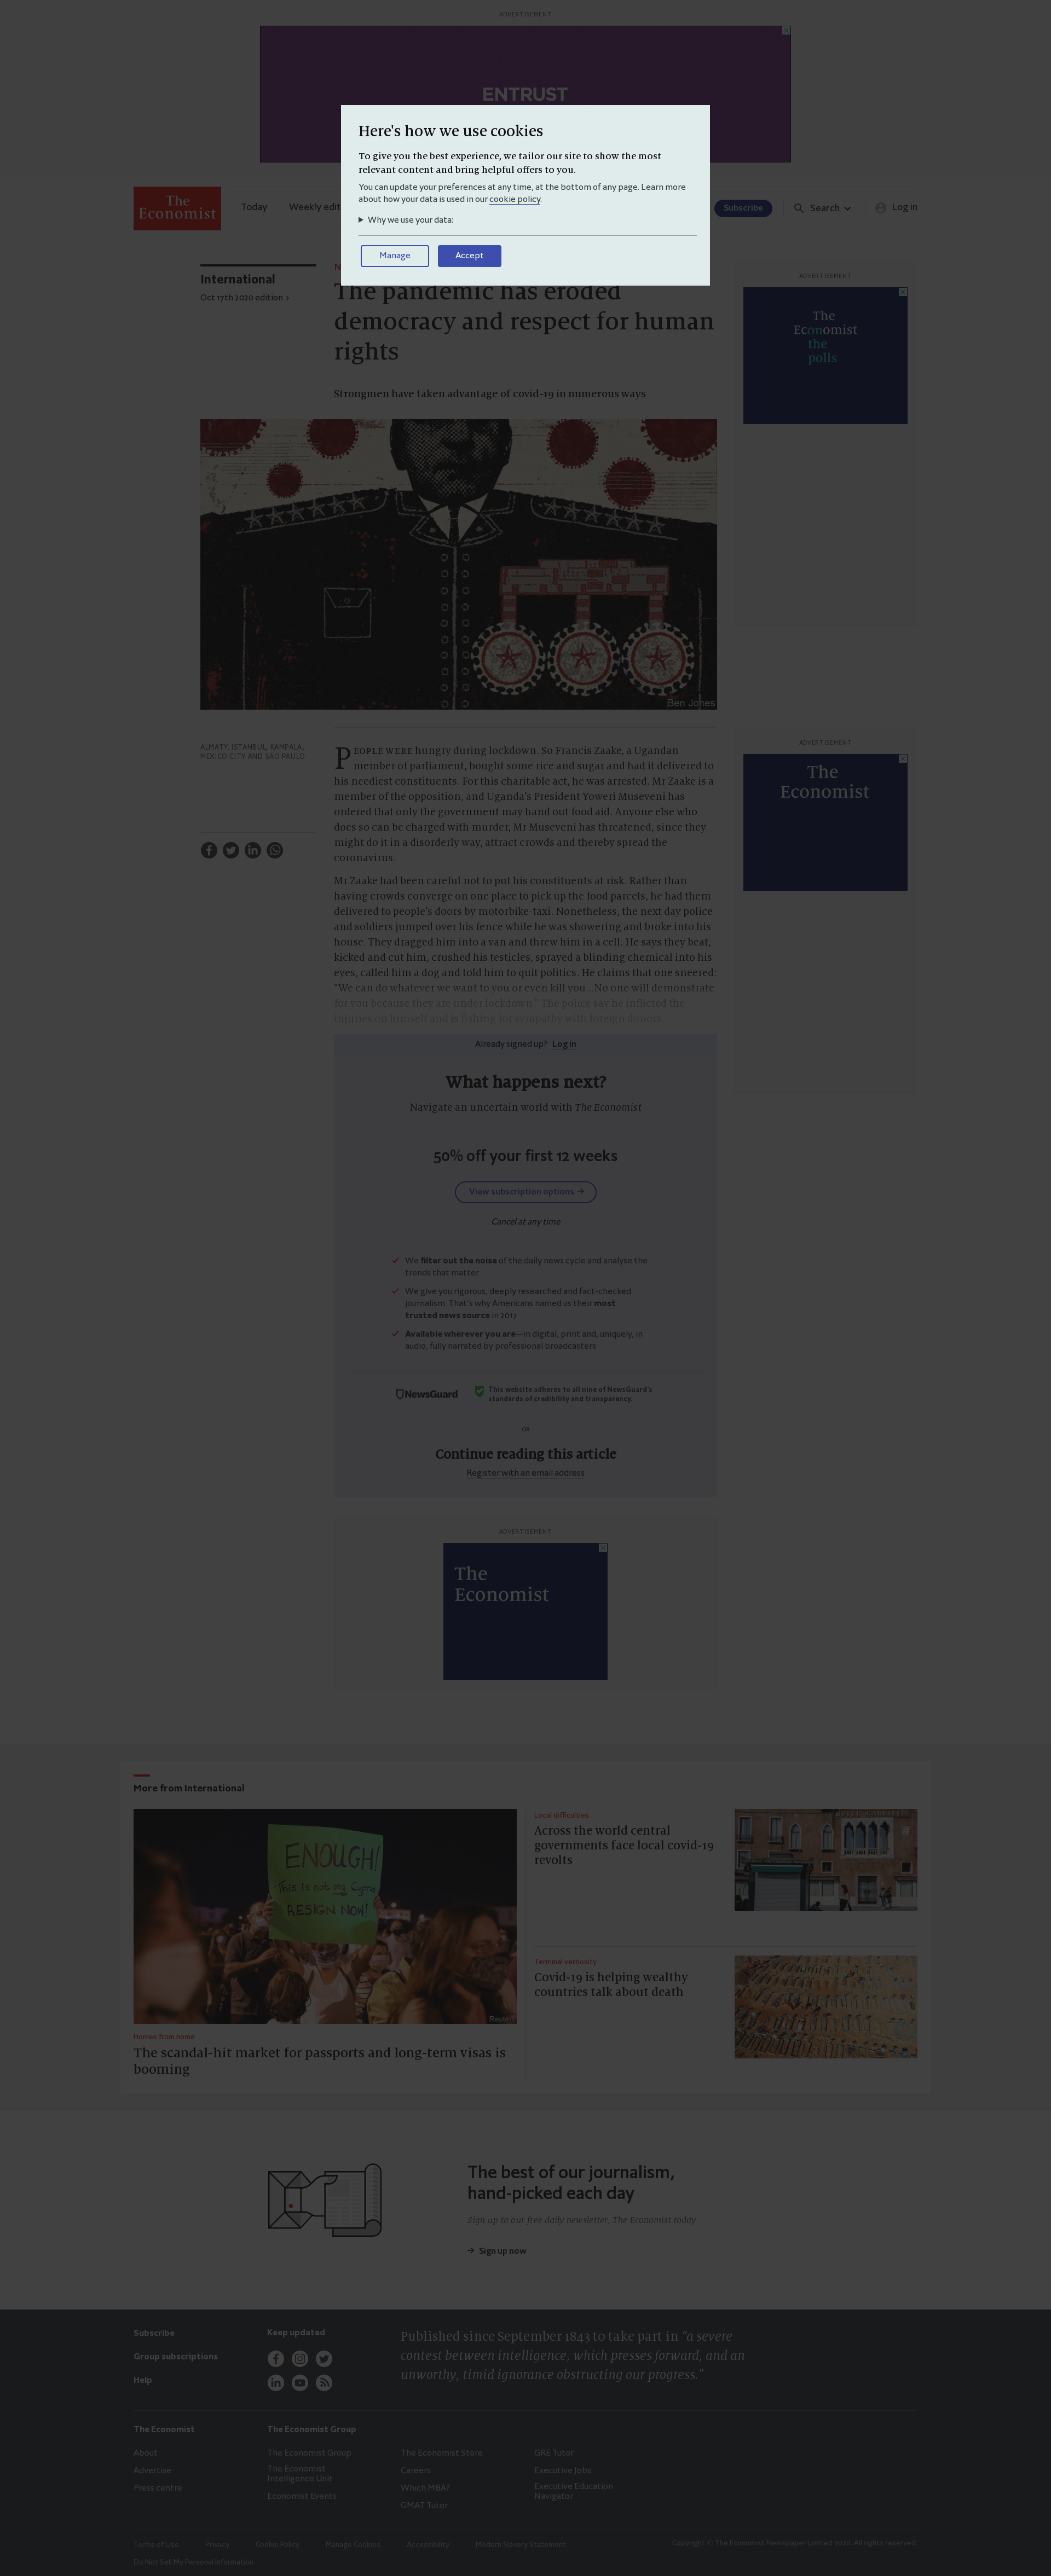 ADVERTISEMENT
ENTRUST
Here's how we use cookies
To give you the best experience, we tailor our site to show the most
relevant content and bring helpful offers to you.
You can update your preferences at any time, at the bottom of any page. Learn more
about how your data is used in our cookie policy.
Why we use your data:
Manage
Accept
The
Economist
Today
Weekly edit
Subscribe
Search
Log in
International
Oct 17th 2020 edition
The pandemic has eroded
democracy and respect for human
rights
Strongmen have taken advantage of covid-19 in numerous ways
Ben Jones
ADVERTISEMENT
The
Economist
the
polls
ALMATY, ISTANBUL, KAMPALA,
MEXICO CITY AND SÃO PAULO
PEOPLE WERE hungry during lockdown. So Francis Zaake, a Ugandan
member of parliament, bought some rice and sugar and had it delivered to
his neediest constituents. For this charitable act, he was arrested. Mr Zaake is a
member of the opposition, and Uganda's President Yoweri Museveni has
ordered that only the government may hand out food aid. Anyone else who
does so can be charged with murder, Mr Museveni has threatened, since they
might do it in a disorderly way, attract crowds and thereby spread the
coronavirus.
Mr Zaake had been careful not to put his constituents at risk. Rather than
having crowds converge on one place to pick up the food parcels, he had them
delivered to people's doors by motorbike-taxi. Nonetheless, the next day police
and soldiers jumped over his fence while he was showering and broke into his
house. They dragged him into a van and threw him in a cell. He says they beat,
kicked and cut him, crushed his testicles, sprayed a blinding chemical into his
eyes, called him a dog and told him to quit politics. He claims that one sneered:
"We can do whatever we want to you or even kill you...No one will demonstrate
for you because they are under lockdown." The police say he inflicted the
injuries on himself and is fishing for sympathy with foreign donors.
ADVERTISEMENT
The
Economist
Already signed up? Log in
What happens next?
Navigate an uncertain world with The Economist
50% off your first 12 weeks
View subscription options
Cancel at any time
We filter out the noise of the daily news cycle and analyse the
trends that matter
We give you rigorous, deeply researched and fact-checked
journalism. That's why Americans named us their most
trusted news source in 2017
Available wherever you are—in digital, print and, uniquely, in
audio, fully narrated by professional broadcasters
NewsGuard
This website adheres to all nine of NewsGuard's
standards of credibility and transparency.
OR
Continue reading this article
Register with an email address
ADVERTISEMENT
The
Economist
More from International
ENOUGH!
This is not my Cyprus
RESIGN NOW!
Reuters
Homes from home
The scandal-hit market for passports and long-term visas is
booming
Local difficulties
Across the world central
governments face local covid-19
revolts
Terminal verbosity
Covid-19 is helping wealthy
countries talk about death
The best of our journalism,
hand-picked each day
Sign up to our free daily newsletter, The Economist today
Sign up now
Subscribe
Group subscriptions
Help
Keep updated
Published since September 1843 to take part in "a severe
contest between intelligence, which presses forward, and an
unworthy, timid ignorance obstructing our progress."
The Economist
About
Advertise
Press centre
The Economist Group
The Economist Group
The Economist
Intelligence Unit
Economist Events
The Economist Store
Careers
Which MBA?
GMAT Tutor
GRE Tutor
Executive Jobs
Executive Education
Navigator
Terms of Use
Privacy
Cookie Policy
Manage Cookies
Accessibility
Modern Slavery Statement
Copyright © The Economist Newspaper Limited 2020. All rights reserved.
Do Not Sell My Personal Information